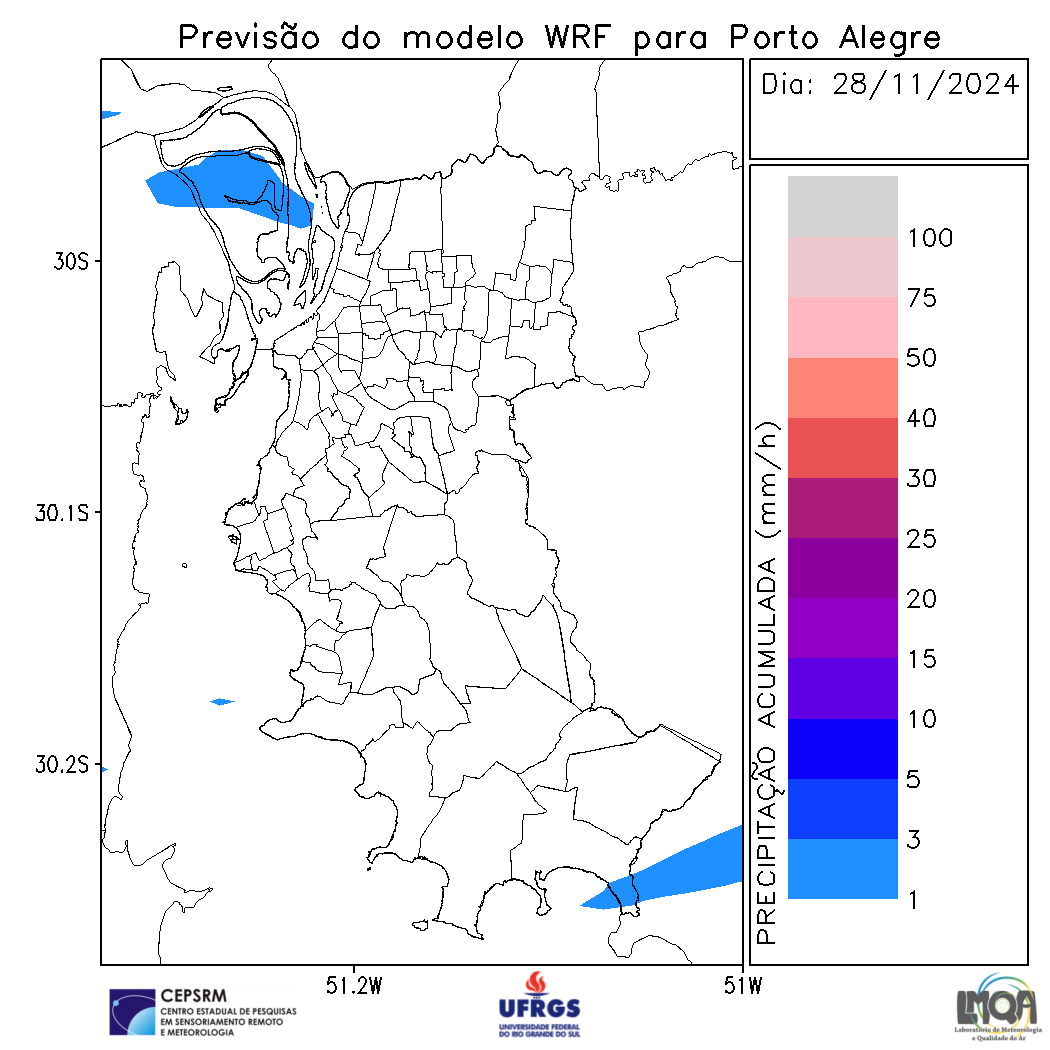 Previsão do modelo WRF para Porto Alegre
Dia: 28/11/2024
30S
30.1S
30.2S
51.2W
51W
PRECIPITAÇÃO ACUMULADA (mm/h)
100
75
50
40
30
25
20
15
10
5
3
1
CEPSRM
CENTRO ESTADUAL DE PESQUISAS
EM SENSORIAMENTO REMOTO
E METEOROLOGIA
UFRGS
UNIVERSIDADE FEDERAL
DO RIO GRANDE DO SUL
LMQA
Laboratório de Meteorologia
e Qualidade do Ar